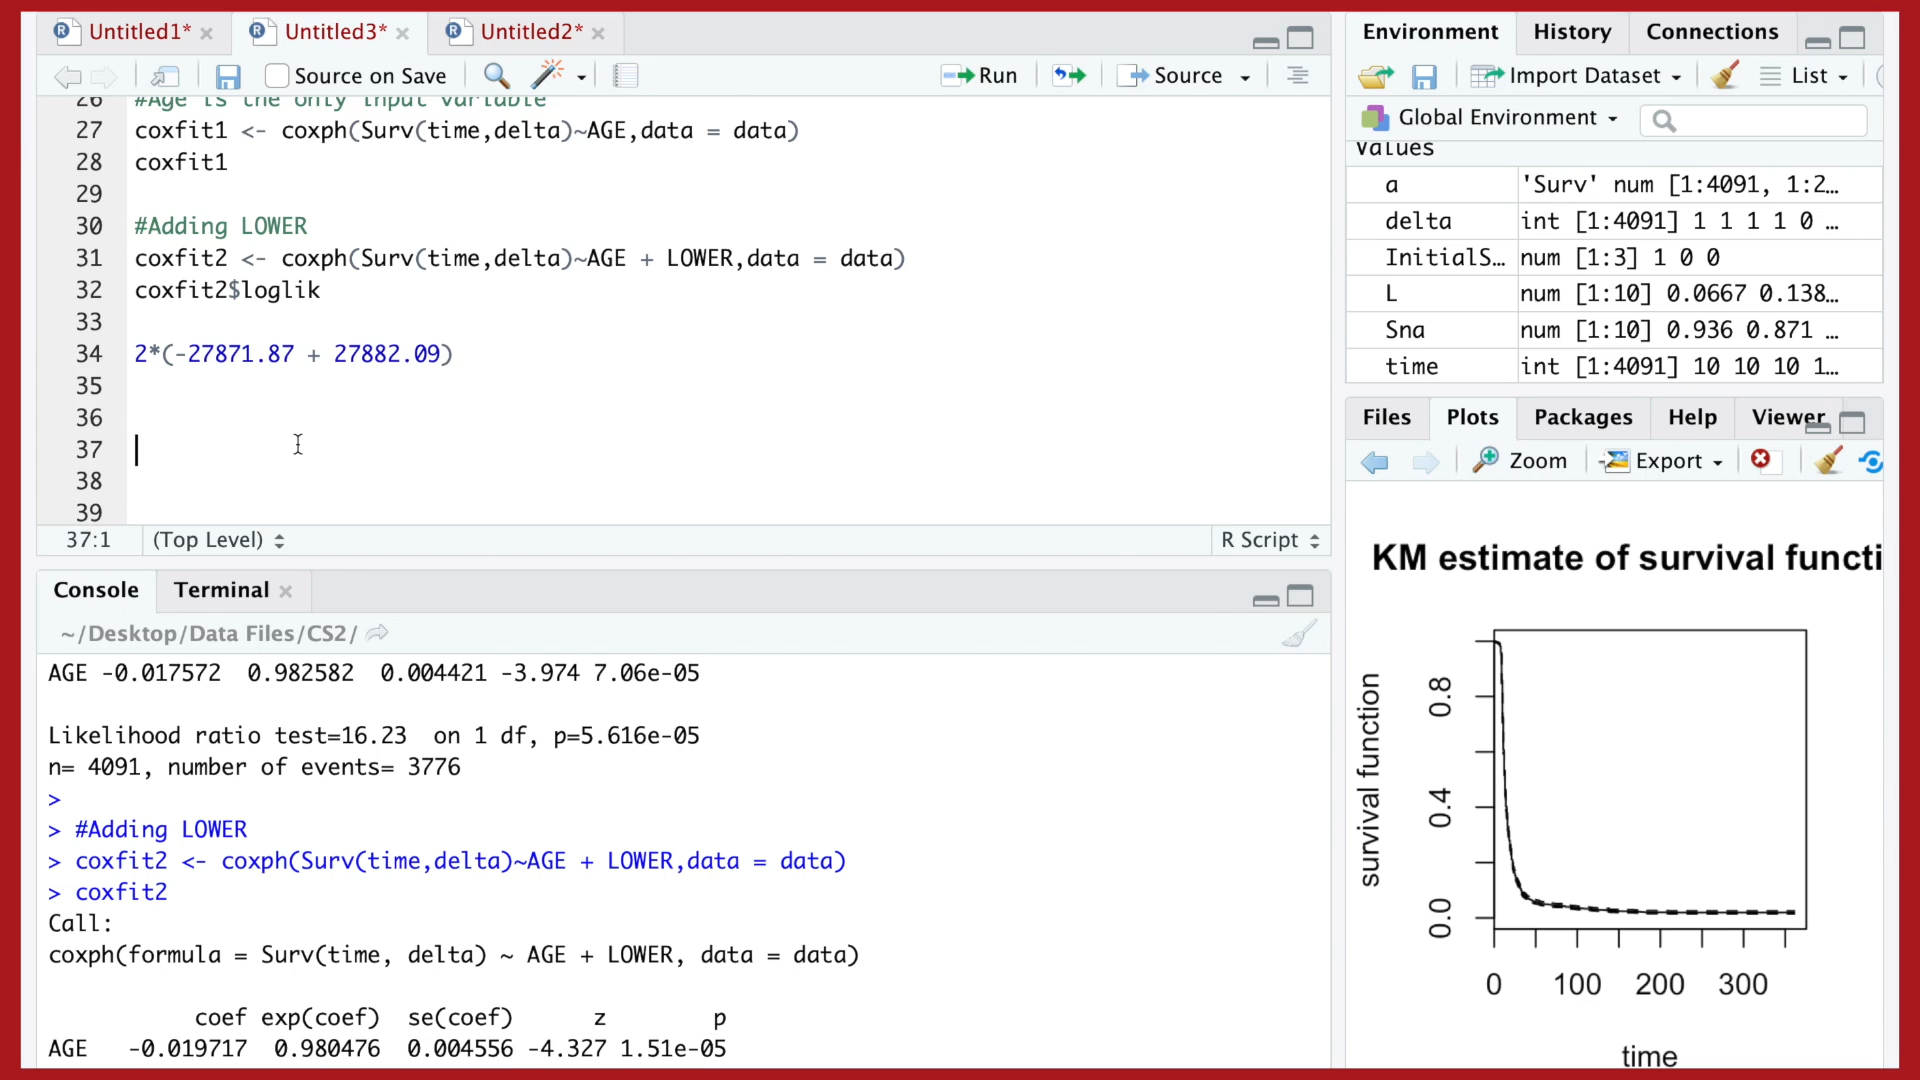 Untitled1* Untitled3* Untitled2*
Source on Save Run Source
26 #Age is the only input variable
27 coxfit1 <- coxph(Surv(time,delta)~AGE,data = data)
28 coxfit1
29
30 #Adding LOWER
31 coxfit2 <- coxph(Surv(time,delta)~AGE + LOWER,data = data)
32 coxfit2$loglik
33
34 2*(-27871.87 + 27882.09)
35
36
37
38
39
37:1 (Top Level) R Script
Console Terminal
~/Desktop/Data Files/CS2/
AGE -0.017572 0.982582 0.004421 -3.974 7.06e-05
Likelihood ratio test=16.23 on 1 df, p=5.616e-05
n= 4091, number of events= 3776
>
> #Adding LOWER
> coxfit2 <- coxph(Surv(time,delta)~AGE + LOWER,data = data)
> coxfit2
Call:
coxph(formula = Surv(time, delta) ~ AGE + LOWER, data = data)
coef exp(coef) se(coef) z p
AGE -0.019717 0.980476 0.004556 -4.327 1.51e-05
Environment History Connections
Import Dataset List
Global Environment
Values
a 'Surv' num [1:4091, 1:2…
delta int [1:4091] 1 1 1 1 0 …
InitialS… num [1:3] 1 0 0
L num [1:10] 0.0667 0.138…
Sna num [1:10] 0.936 0.871 …
time int [1:4091] 10 10 10 1…
Files Plots Packages Help Viewer
Zoom Export
KM estimate of survival functi
survival function
0.8
0.4
0.0
0 100 200 300
time